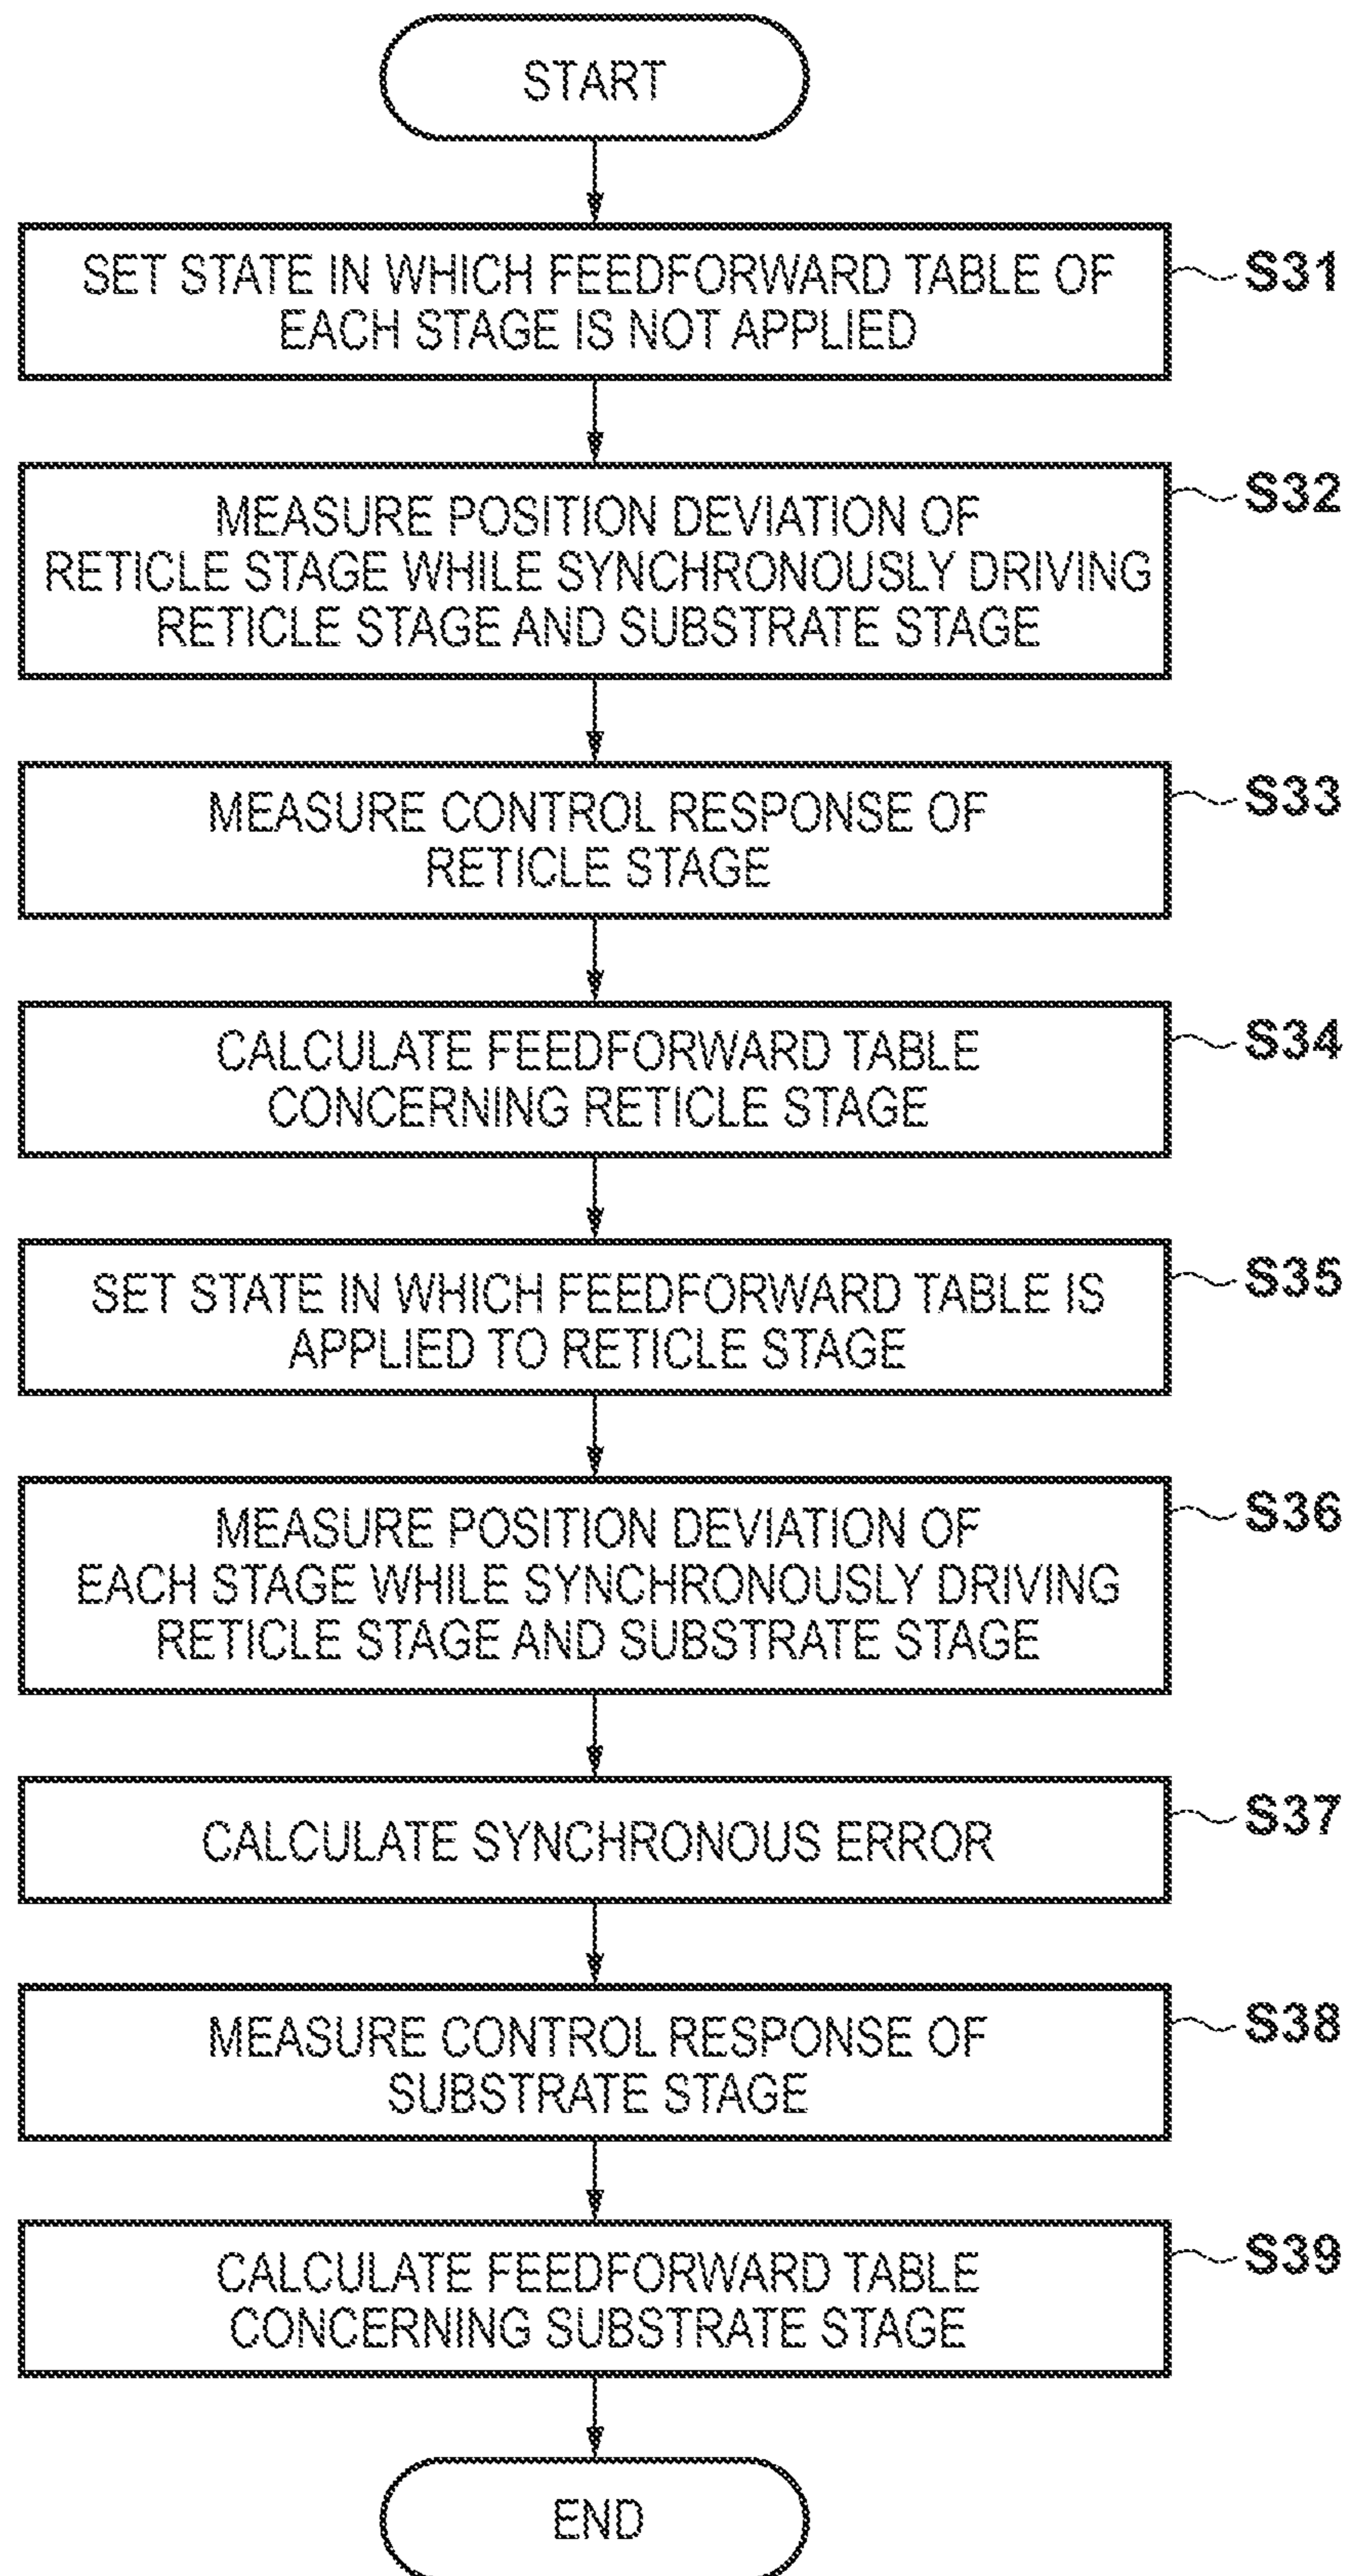 START
SET STATE IN WHICH FEEDFORWARD TABLE OF
EACH STAGE IS NOT APPLIED
S31
MEASURE POSITION DEVIATION OF
RETICLE STAGE WHILE SYNCHRONOUSLY DRIVING
RETICLE STAGE AND SUBSTRATE STAGE
S32
MEASURE CONTROL RESPONSE OF
RETICLE STAGE
S33
CALCULATE FEEDFORWARD TABLE
CONCERNING RETICLE STAGE
S34
SET STATE IN WHICH FEEDFORWARD TABLE IS
APPLIED TO RETICLE STAGE
S35
MEASURE POSITION DEVIATION OF
EACH STAGE WHILE SYNCHRONOUSLY DRIVING
RETICLE STAGE AND SUBSTRATE STAGE
S36
CALCULATE SYNCHRONOUS ERROR
S37
MEASURE CONTROL RESPONSE OF
SUBSTRATE STAGE
S38
CALCULATE FEEDFORWARD TABLE
CONCERNING SUBSTRATE STAGE
S39
END